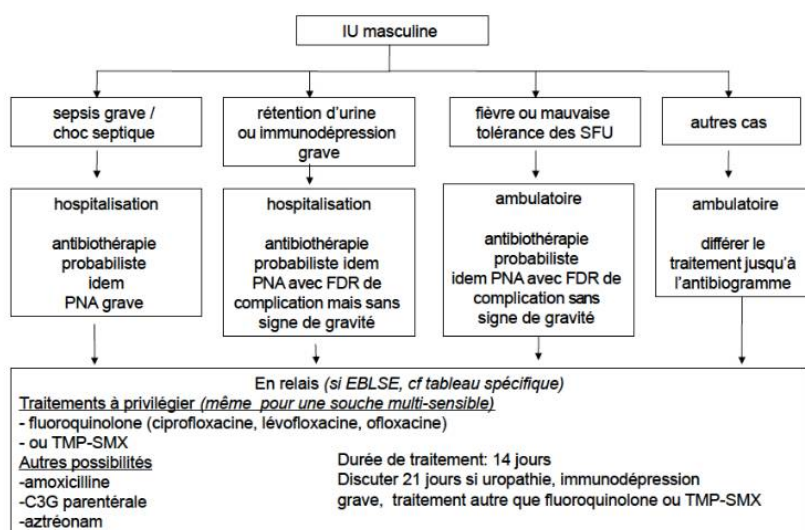 IU masculine
sepsis grave /
choc septique
rétention d'urine
ou immunodépression
grave
fièvre ou mauvaise
tolérance des SFU
autres cas
hospitalisation
antibiothérapie
probabiliste
idem
PNA grave
hospitalisation
antibiothérapie
probabiliste idem
PNA avec FDR de
complication mais sans
signe de gravité
ambulatoire
antibiothérapie
probabiliste
idem PNA avec FDR de
complication sans
signe de gravité
ambulatoire
différer le
traitement jusqu'à
l'antibiogramme
En relais (si EBLSE, cf tableau spécifique)
Traitements à privilégier (même pour une souche multi-sensible)
- fluoroquinolone (ciprofloxacine, lévofloxacine, ofloxacine)
- ou TMP-SMX
Autres possibilités
-amoxicilline
-C3G parentérale
-aztréonam
Durée de traitement: 14 jours
Discuter 21 jours si uropathie, immunodépression
grave, traitement autre que fluoroquinolone ou TMP-SMX